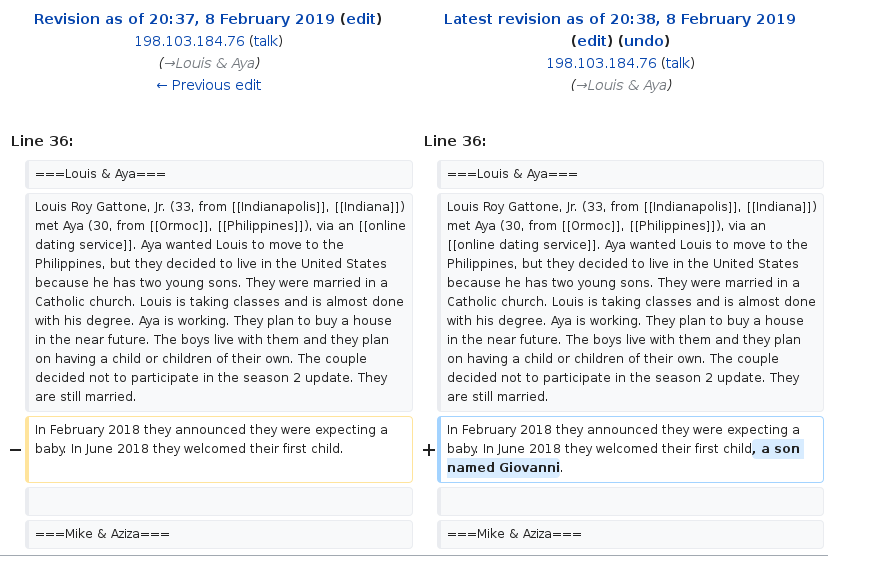 Revision as of 20:37, 8 February 2019 (edit)
198.103.184.76 (talk)
(→Louis & Aya)
← Previous edit
Latest revision as of 20:38, 8 February 2019
(edit) (undo)
198.103.184.76 (talk)
(→Louis & Aya)
Line 36:
===Louis & Aya===
Louis Roy Gattone, Jr. (33, from [[Indianapolis]], [[Indiana]])
met Aya (30, from [[Ormoc]], [[Philippines]]), via an [[online
dating service]]. Aya wanted Louis to move to the
Philippines, but they decided to live in the United States
because he has two young sons. They were married in a
Catholic church. Louis is taking classes and is almost done
with his degree. Aya is working. They plan to buy a house
in the near future. The boys live with them and they plan
on having a child or children of their own. The couple
decided not to participate in the season 2 update. They
are still married.
− In February 2018 they announced they were expecting a
baby. In June 2018 they welcomed their first child.
===Mike & Aziza===
Line 36:
===Louis & Aya===
Louis Roy Gattone, Jr. (33, from [[Indianapolis]], [[Indiana]])
met Aya (30, from [[Ormoc]], [[Philippines]]), via an
[[online dating service]]. Aya wanted Louis to move to the
Philippines, but they decided to live in the United States
because he has two young sons. They were married in a
Catholic church. Louis is taking classes and is almost done
with his degree. Aya is working. They plan to buy a house
in the near future. The boys live with them and they plan
on having a child or children of their own. The couple
decided not to participate in the season 2 update. They
are still married.
+ In February 2018 they announced they were expecting a
baby. In June 2018 they welcomed their first child, a son
named Giovanni.
===Mike & Aziza===